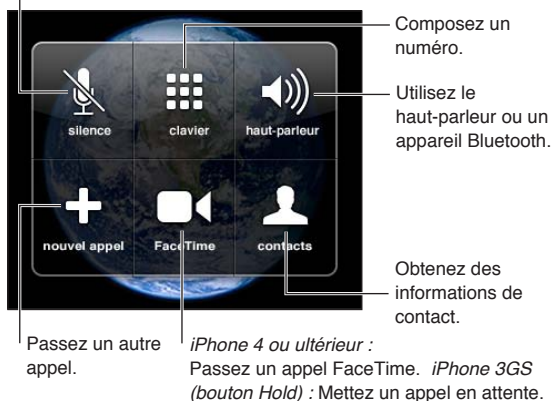 Composez un
numéro.
Utilisez le
haut-parleur ou un
appareil Bluetooth.
silence
clavier
haut-parleur
nouvel appel
FaceTime
contacts
Obtenez des
informations de
contact.
Passez un autre
appel.
iPhone 4 ou ultérieur :
Passez un appel FaceTime. iPhone 3GS
(bouton Hold) : Mettez un appel en attente.